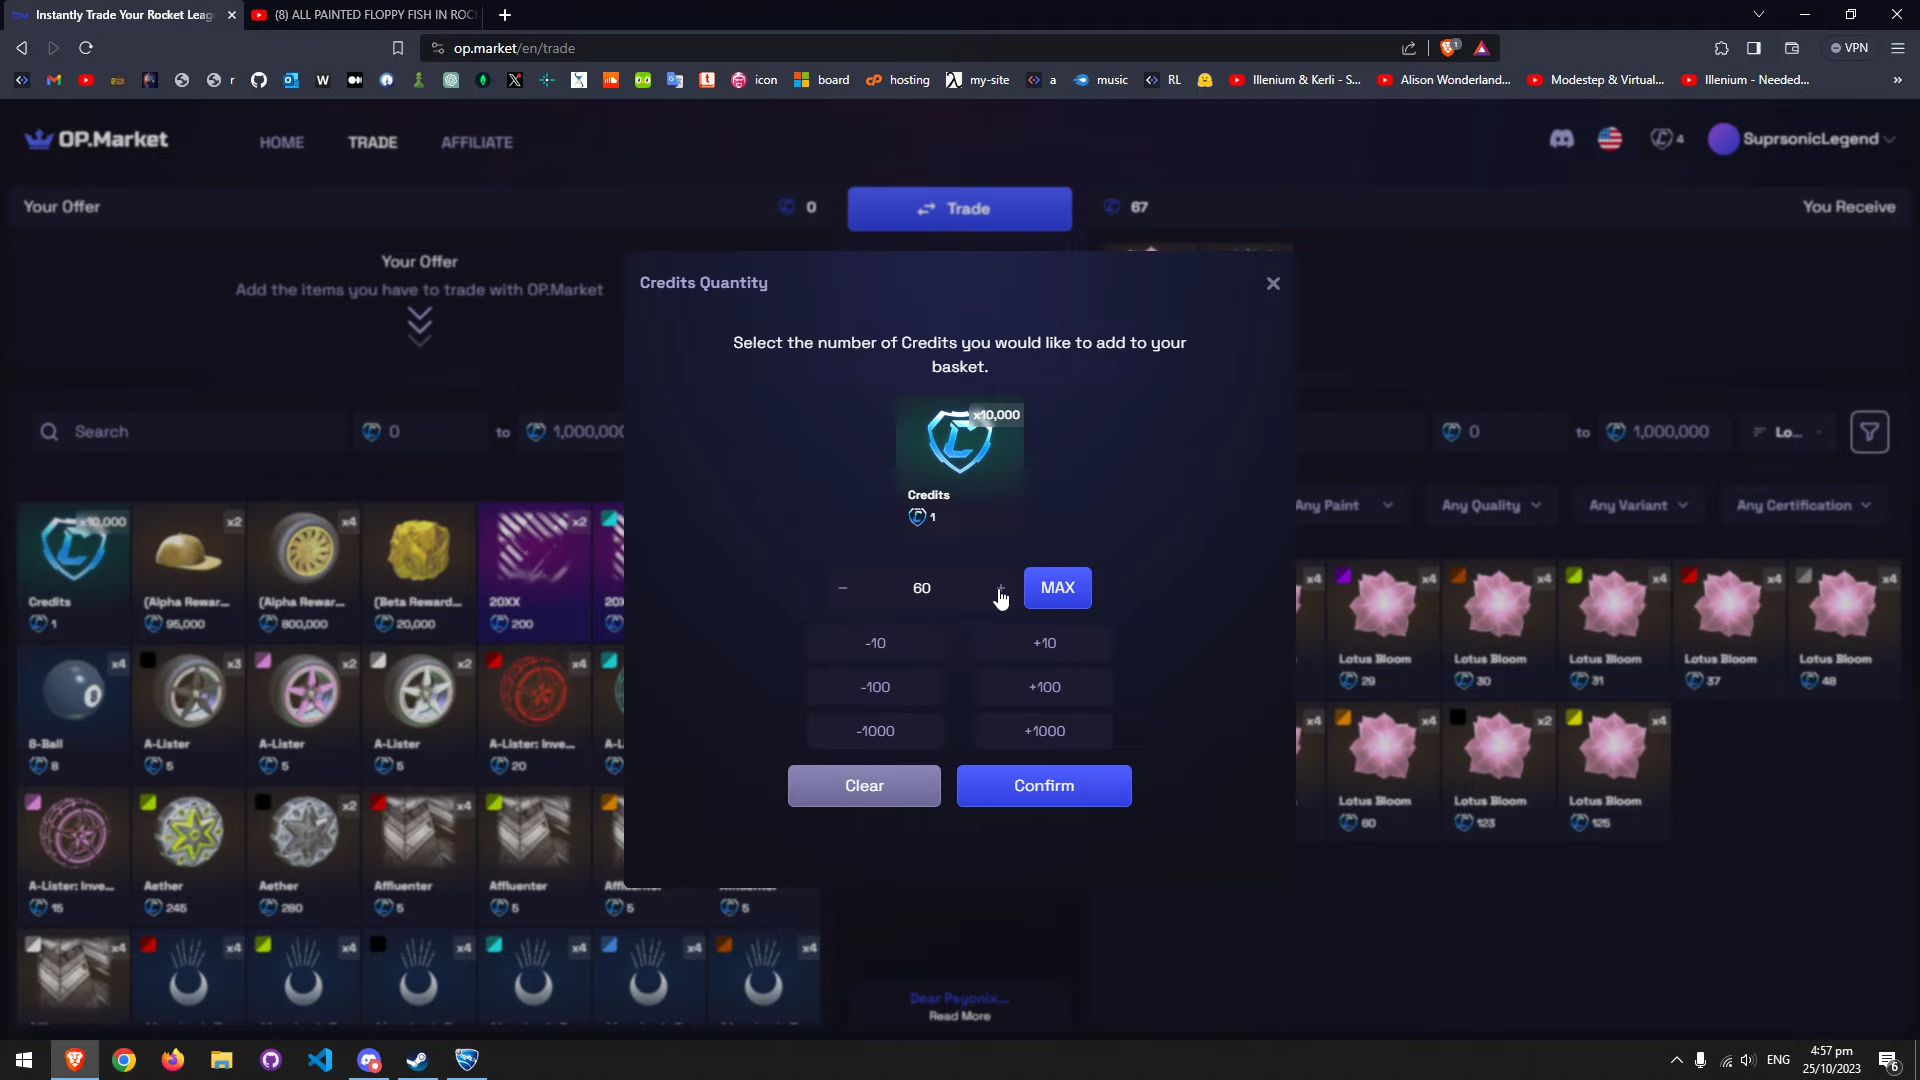 Instantly Trade Your Rocket Leag
(8) ALL PAINTED FLOPPY FISH IN ROCK
op.market/en/trade
1
VPN
r
W
icon
board
hosting
my-site
a
music
RL
Illenium & Kerli - S...
Alison Wonderland...
Modestep & Virtual...
Illenium - Needed...
OP.Market
HOME
TRADE
AFFILIATE
4
SuprsonicLegend
Your Offer
0
Trade
67
You Receive
Your Offer
Add the items you have to trade with OP.Market
Credits Quantity
Select the number of Credits you would like to add to your
basket.
x10,000
Credits
1
60
MAX
-10
+10
-100
+100
-1000
+1000
Clear
Confirm
Search
0
to
1,000,000
0
to
1,000,000
Lo...
Any Paint
Any Quality
Any Variant
Any Certification
x10,000
x2
x4
x2
Credits
(Alpha Rewar...
(Alpha Rewar...
(Beta Reward...
20XX
1
95,000
800,000
20,000
200
x4
x3
x2
x2
x4
8-Ball
A-Lister
A-Lister
A-Lister
A-Lister: Inve...
8
5
5
5
20
x2
x4
x4
A-Lister: Inve...
Aether
Aether
Affluenter
Affluenter
15
245
280
5
5
5
5
x4
x4
x4
x4
x4
x4
x4
x4
x4
x4
x4
x4
x4
Lotus Bloom
Lotus Bloom
Lotus Bloom
Lotus Bloom
Lotus Bloom
29
30
31
37
48
x4
x4
x2
x4
Lotus Bloom
Lotus Bloom
Lotus Bloom
60
123
125
Dear Psyonix...
Read More
ENG
4:57 pm
25/10/2023
6